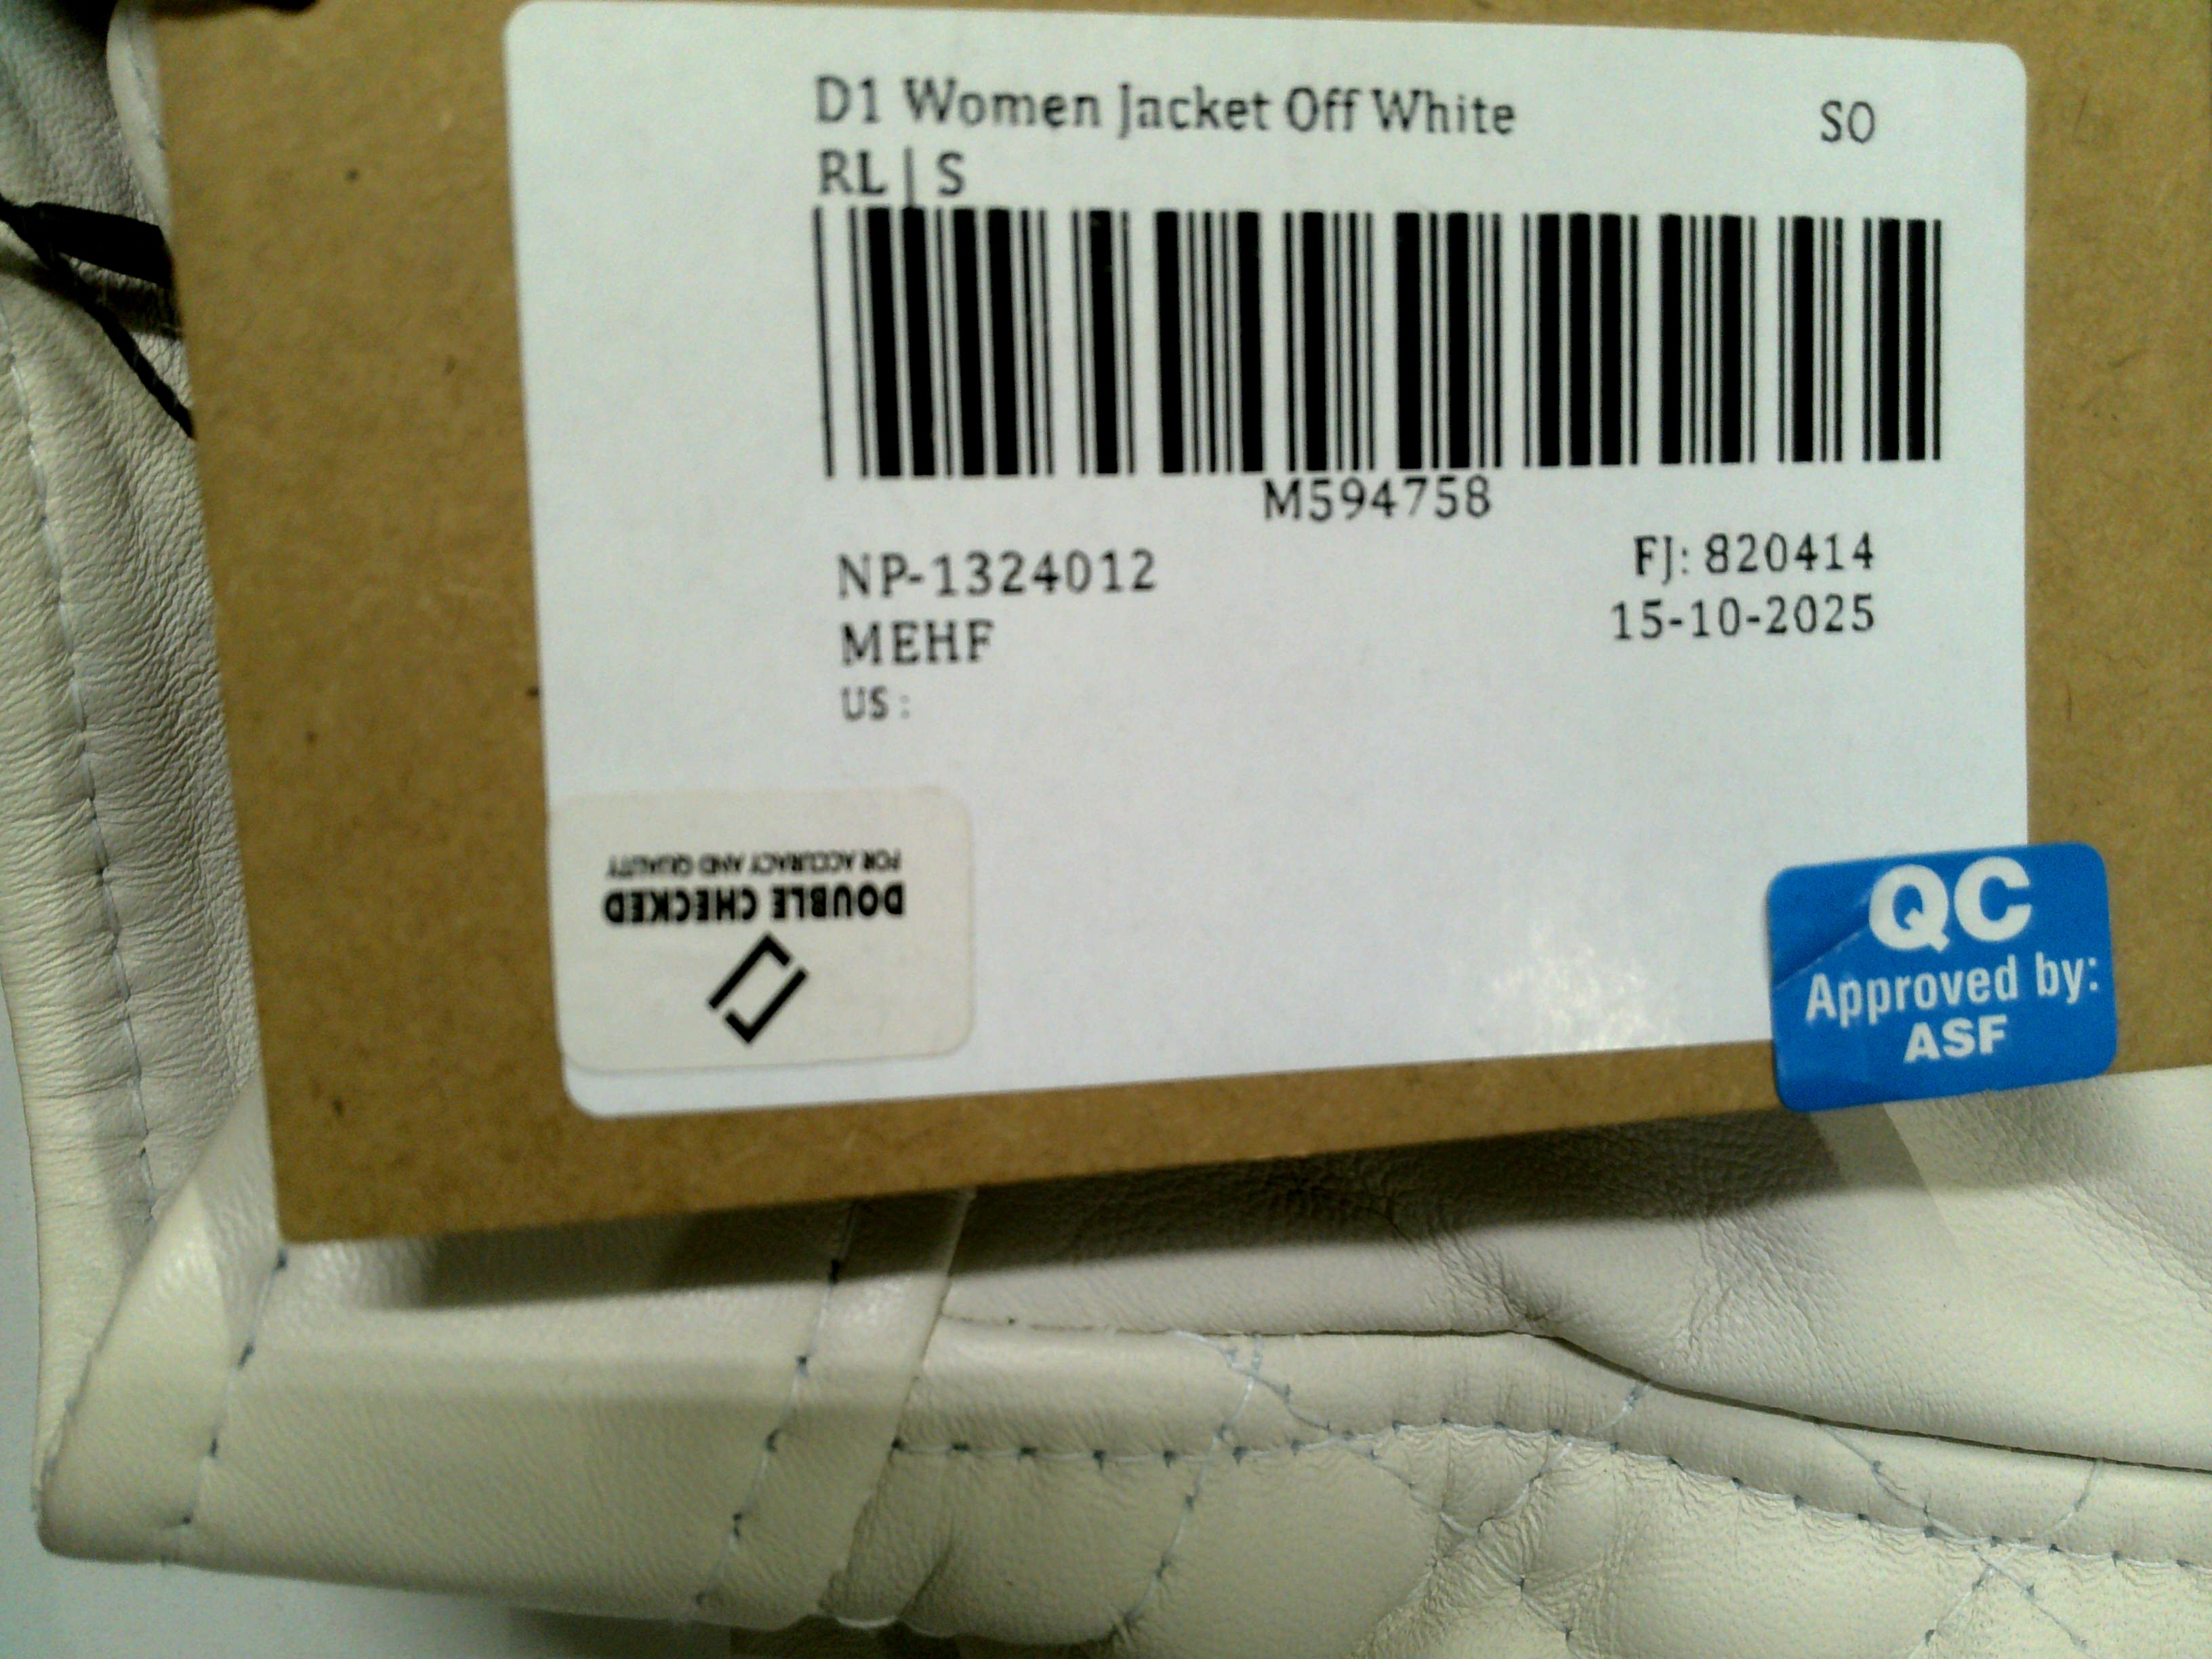 D1 Women Jacket Off White
SO
RL | S
M594758
NP-1324012
FJ: 820414
MEHF
15-10-2025
US :
DOUBLE CHECKED
FOR ACCURACY AND QUALITY
QC
Approved by:
ASF